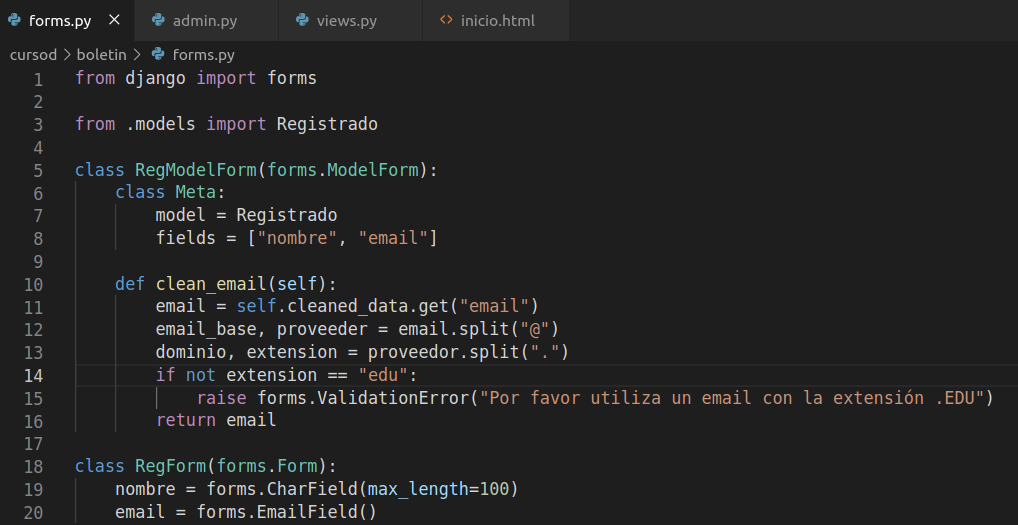 forms.py admin.py views.py inicio.html
cursod > boletin > forms.py
1 from django import forms
2
3 from .models import Registrado
4
5 class RegModelForm(forms.ModelForm):
6     class Meta:
7         model = Registrado
8         fields = ["nombre", "email"]
9
10     def clean_email(self):
11         email = self.cleaned_data.get("email")
12         email_base, proveeder = email.split("@")
13         dominio, extension = proveedor.split(".")
14         if not extension == "edu":
15             raise forms.ValidationError("Por favor utiliza un email con la extensión .EDU")
16         return email
17
18 class RegForm(forms.Form):
19     nombre = forms.CharField(max_length=100)
20     email = forms.EmailField()